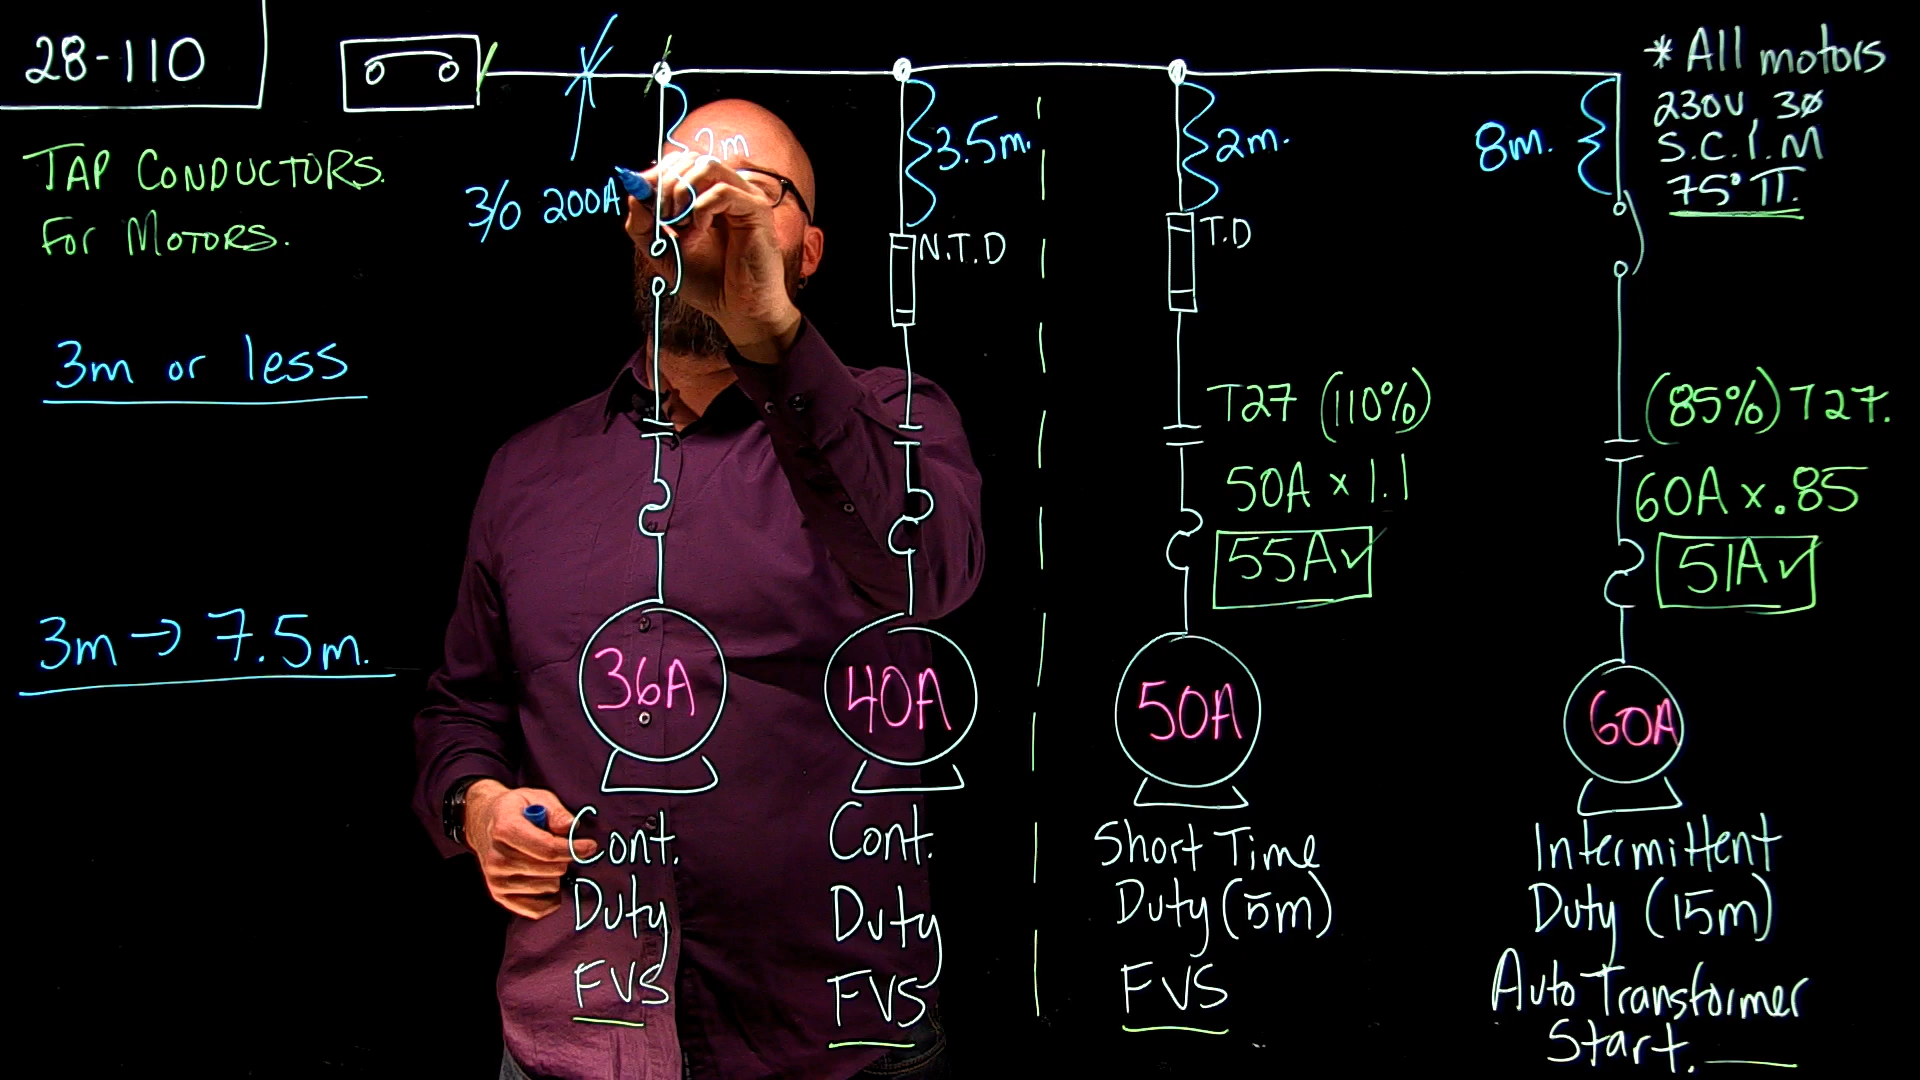 28-110
TAP CONDUCTORS.
For MOTORS.
3m or less
3m → 7.5m.
3/0 200A
2m
3.5m.
N.T.D
2m.
T.D
8m.
* All motors
230V, 3ø
S.C.I.M
75° TT.
T27 (110%)
50A x 1.1
55A✓
(85%) T27.
60A x .85
51A✓
36A
40A
50A
60A
Cont.
Duty
FVS
Cont.
Duty
FVS
Short Time
Duty (5m)
FVS
Intermittent
Duty (15m)
Auto Transformer
Start.